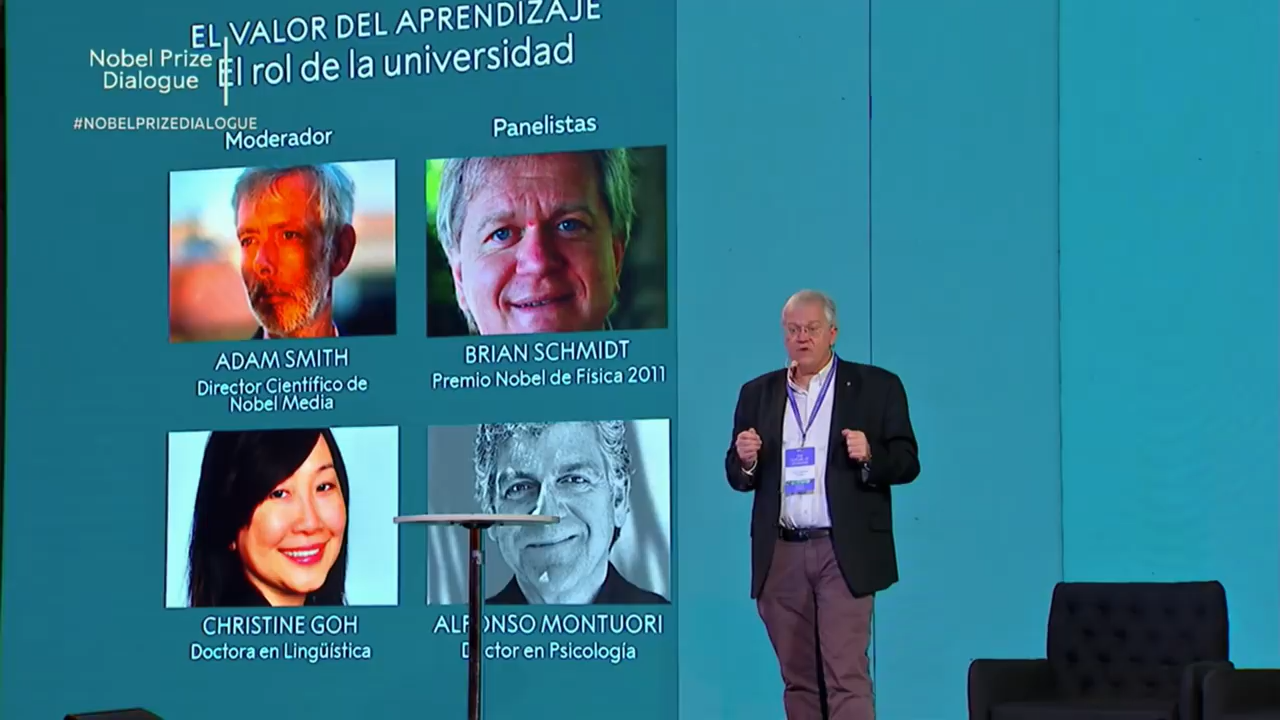 EL VALOR DEL APRENDIZAJE
El rol de la universidad
Nobel Prize
Dialogue
#NOBELPRIZEDIALOGUE
Moderador
Panelistas
ADAM SMITH
Director Científico de
Nobel Media
BRIAN SCHMIDT
Premio Nobel de Física 2011
CHRISTINE GOH
Doctora en Lingüística
ALFONSO MONTUORI
Doctor en Psicología